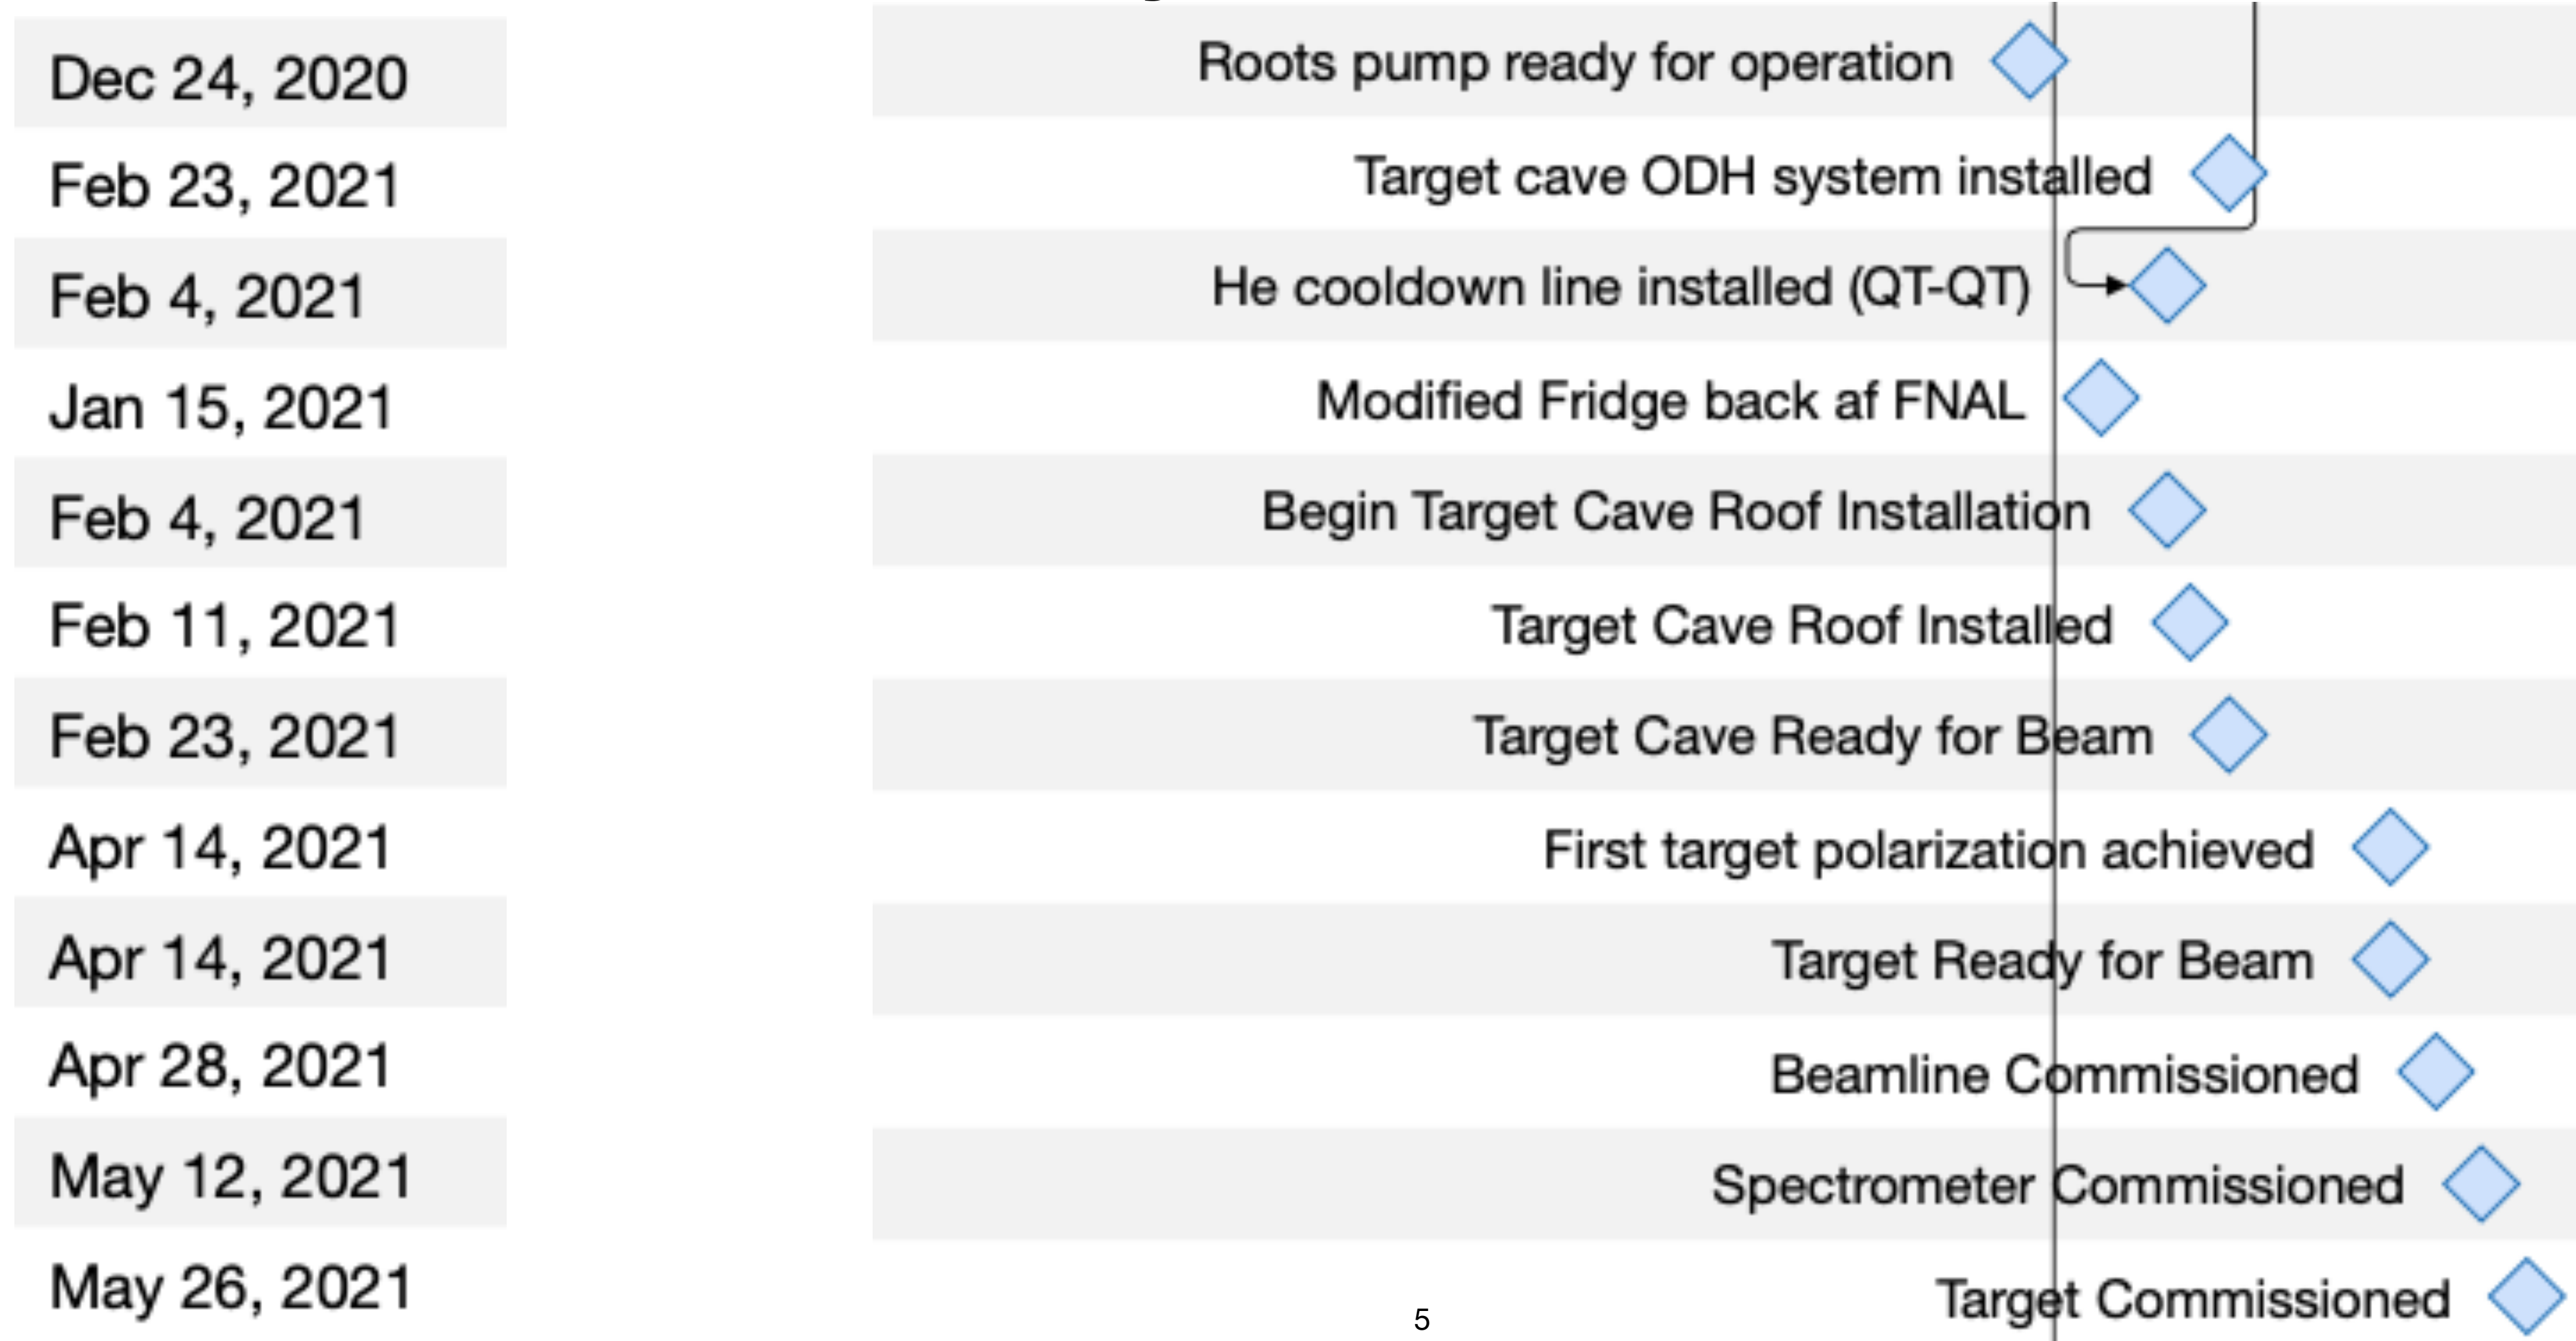 Dec 24, 2020 Roots pump ready for operation
Feb 23, 2021 Target cave ODH system installed
Feb 4, 2021 He cooldown line installed (QT-QT)
Jan 15, 2021 Modified Fridge back af FNAL
Feb 4, 2021 Begin Target Cave Roof Installation
Feb 11, 2021 Target Cave Roof Installed
Feb 23, 2021 Target Cave Ready for Beam
Apr 14, 2021 First target polarization achieved
Apr 14, 2021 Target Ready for Beam
Apr 28, 2021 Beamline Commissioned
May 12, 2021 Spectrometer Commissioned
May 26, 2021 Target Commissioned
5